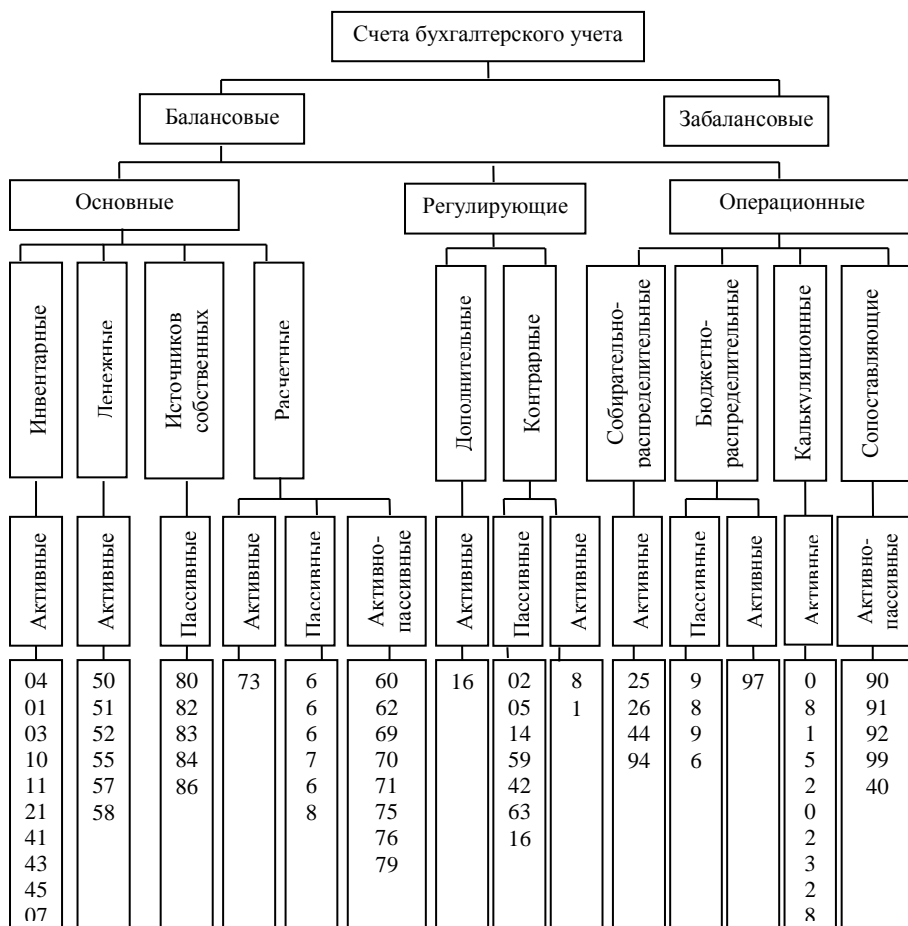 Счета бухгалтерского учета
Балансовые
Забалансовые
Основные
Регулирующие
Операционные
Инвентарные
Ленежные
Источников
собственных
Расчетные
Дополнительные
Контрарные
Собирательно-
распределительные
Бюджетно-
распределительные
Калькуляционные
Сопоставляющие
Активные
Активные
Пассивные
Активные
Пассивные
Активно-
пассивные
Активные
Пассивные
Активные
Активные
Пассивные
Активные
Активные
Активно-
пассивные
04
01
03
10
11
21
41
43
45
07
50
51
52
55
57
58
80
82
83
84
86
73
6
6
6
7
6
8
60
62
69
70
71
75
76
79
16
02
05
14
59
42
63
16
8
1
25
26
44
94
9
8
9
6
97
0
8
1
5
2
0
2
3
2
8
90
91
92
99
40